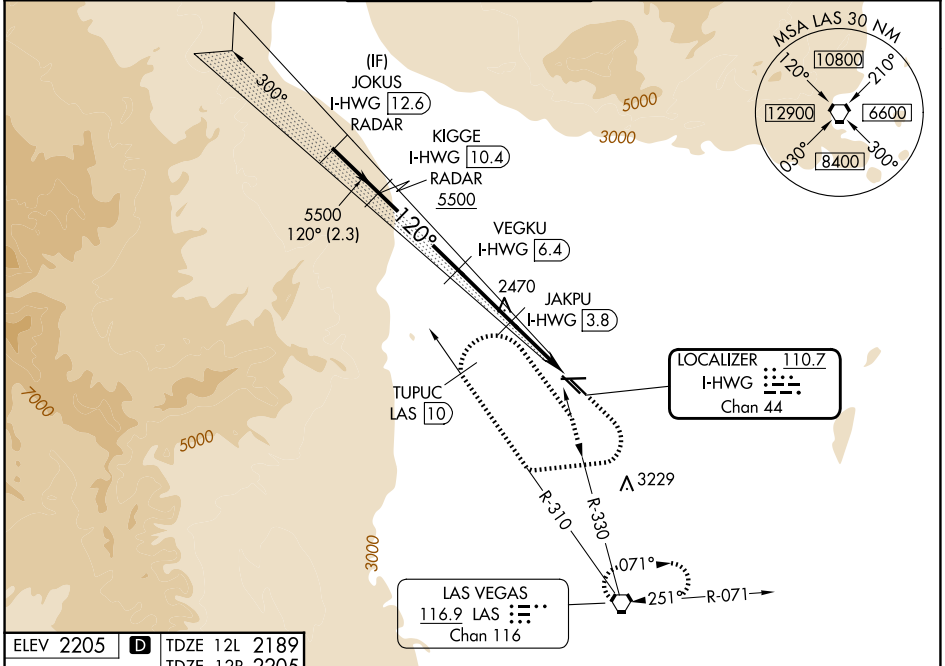 MSA LAS 30 NM
120°
10800
210°
12900
6600
030°
8400
300°
300°
(IF)
JOKUS
I-HWG 12.6
RADAR
KIGGE
I-HWG 10.4
RADAR
5500
5500
120° (2.3)
120°
VEGKU
I-HWG 6.4
2470
JAKPU
I-HWG 3.8
5000
3000
7000
5000
3000
TUPUC
LAS 10
LOCALIZER 110.7
I-HWG
Chan 44
3229
R-310
R-330
071°
251°
R-071
LAS VEGAS
116.9 LAS
Chan 116
ELEV 2205
D
TDZE 12L 2189
TDZE 12R 2205